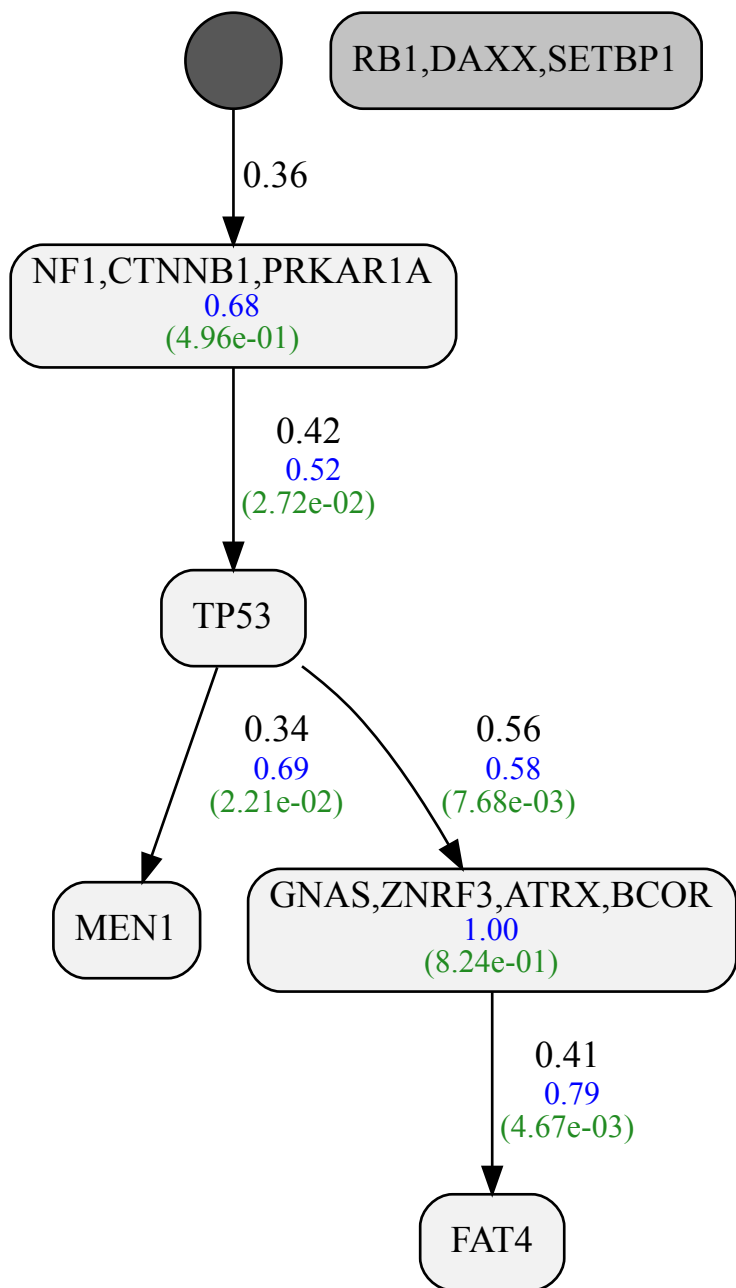 RB1,DAXX,SETBP1
0.36
NF1,CTNNB1,PRKAR1A
0.68
(4.96e-01)
0.42
0.52
(2.72e-02)
TP53
0.34
0.69
(2.21e-02)
0.56
0.58
(7.68e-03)
MEN1
GNAS,ZNRF3,ATRX,BCOR
1.00
(8.24e-01)
0.41
0.79
(4.67e-03)
FAT4